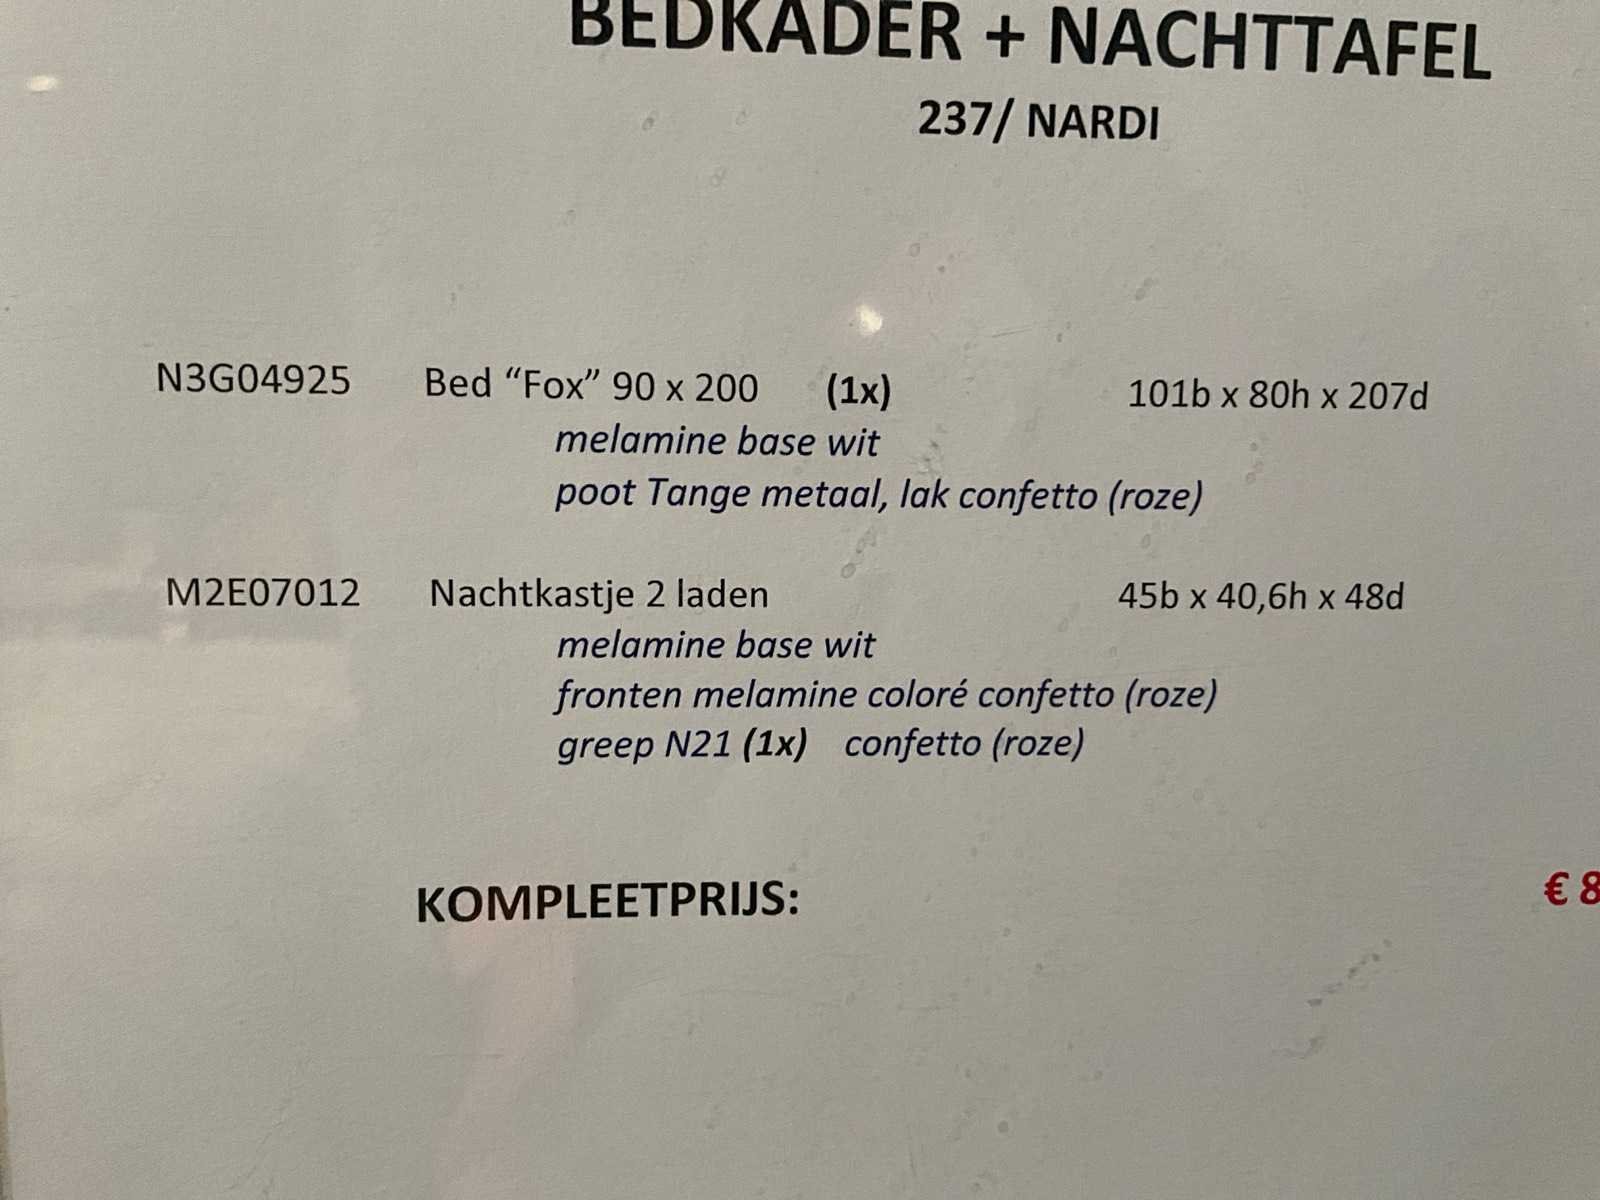 BEDKADER + NACHTTAFEL
237/ NARDI
N3G04925 Bed “Fox” 90 x 200 (1x) 101b x 80h x 207d
melamine base wit
poot Tange metaal, lak confetto (roze)
M2E07012 Nachtkastje 2 laden 45b x 40,6h x 48d
melamine base wit
fronten melamine coloré confetto (roze)
greep N21 (1x) confetto (roze)
KOMPLEETPRIJS: € 8